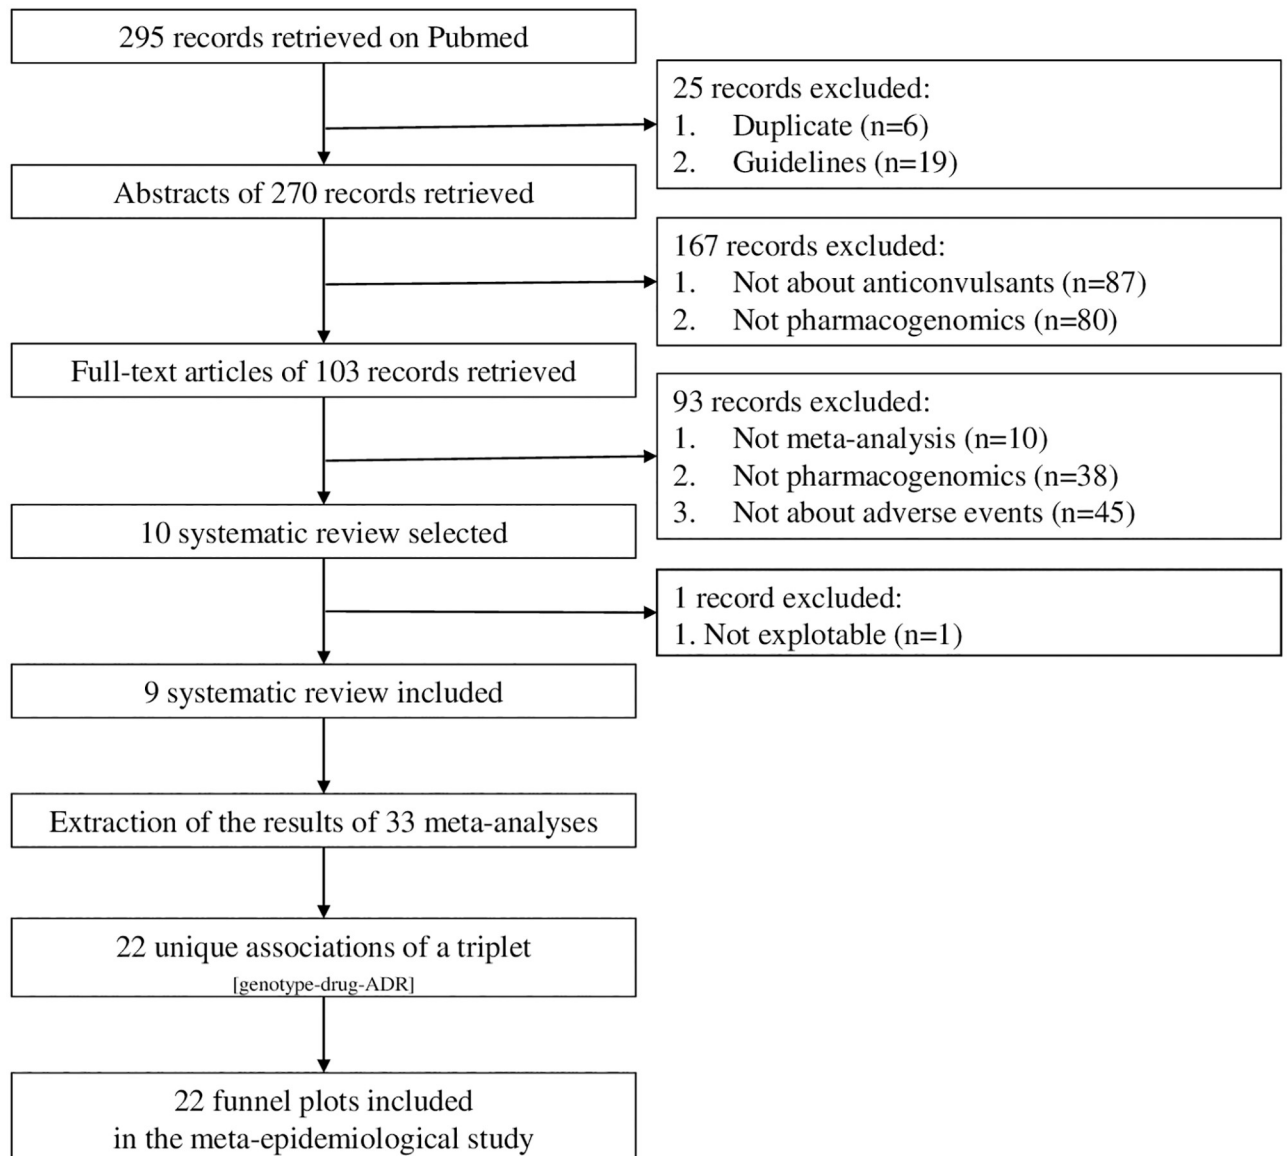 295 records retrieved on Pubmed
25 records excluded:
1. Duplicate (n=6)
2. Guidelines (n=19)
Abstracts of 270 records retrieved
167 records excluded:
1. Not about anticonvulsants (n=87)
2. Not pharmacogenomics (n=80)
Full-text articles of 103 records retrieved
93 records excluded:
1. Not meta-analysis (n=10)
2. Not pharmacogenomics (n=38)
3. Not about adverse events (n=45)
10 systematic review selected
1 record excluded:
1. Not explotable (n=1)
9 systematic review included
Extraction of the results of 33 meta-analyses
22 unique associations of a triplet
[genotype-drug-ADR]
22 funnel plots included
in the meta-epidemiological study